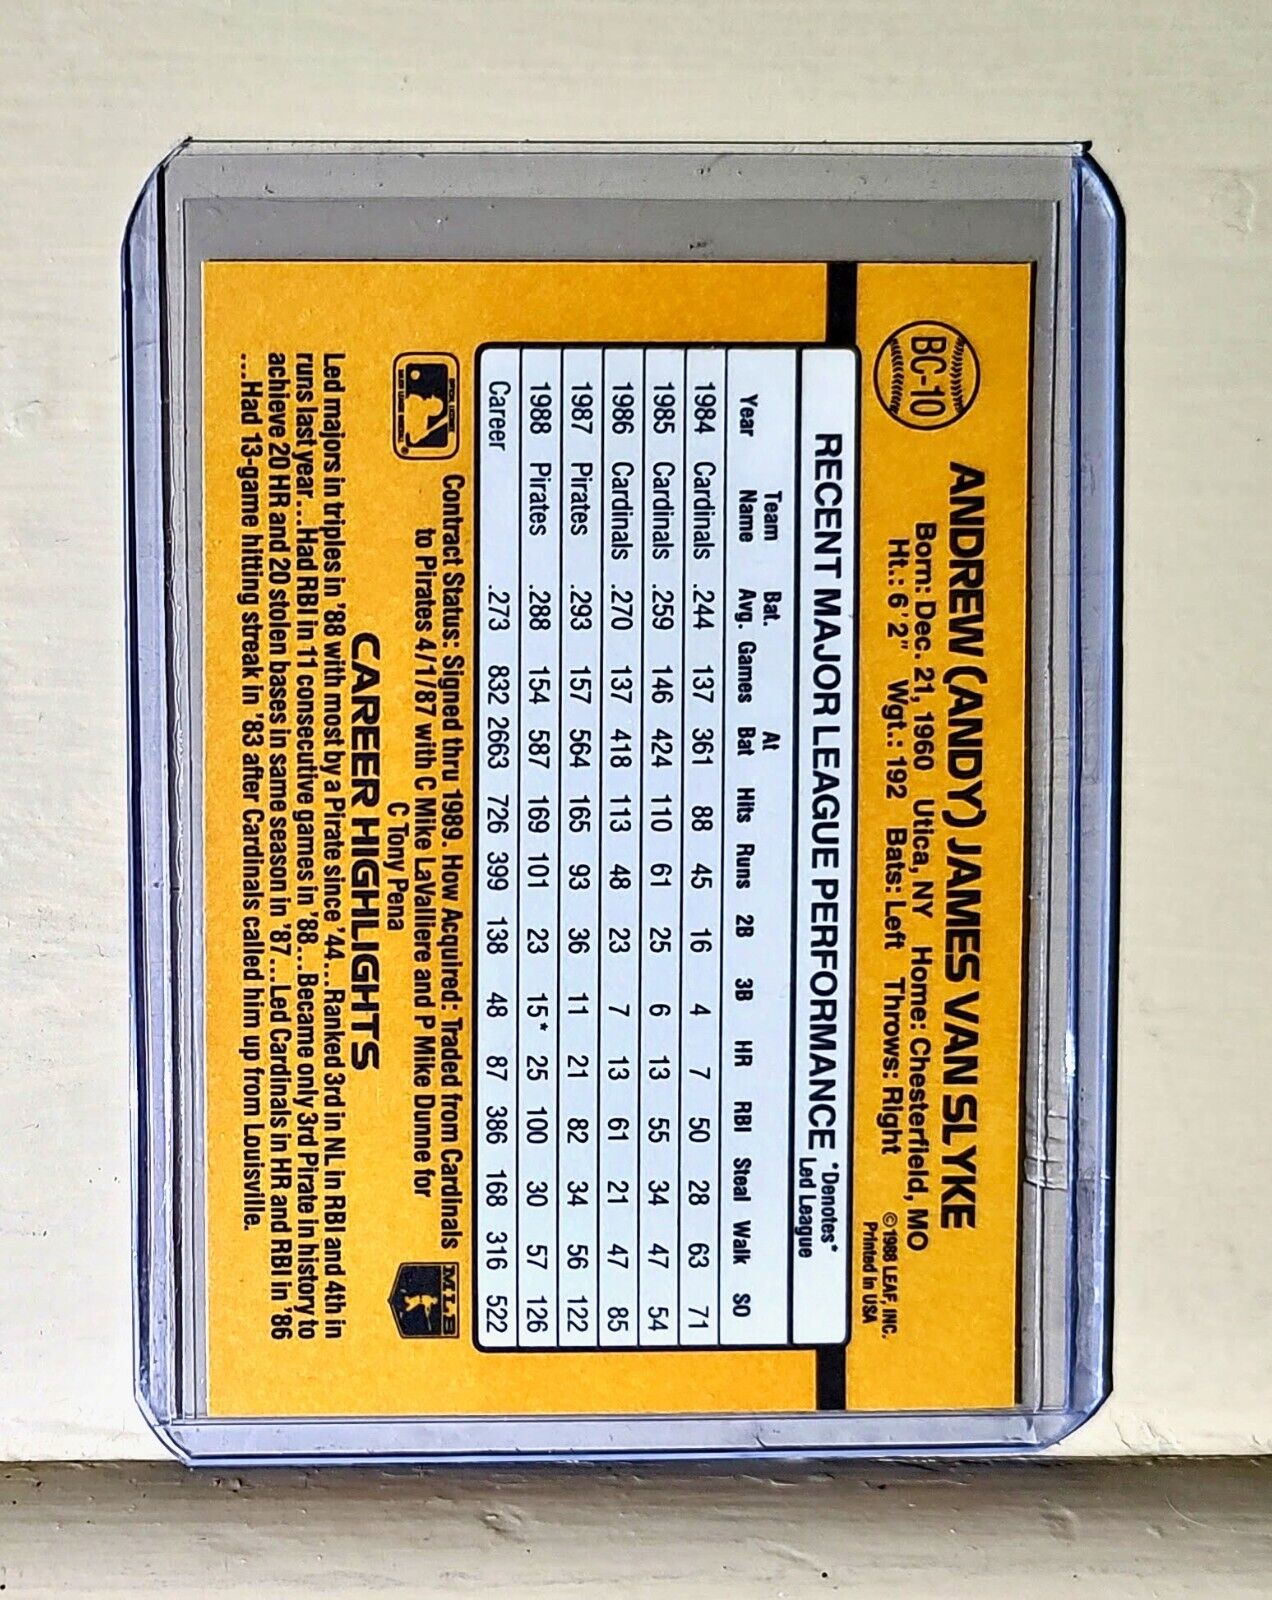 BC-10
ANDREW (ANDY) JAMES VAN SLYKE
Born: Dec. 21, 1960 Utica, NY Home: Chesterfield, MO
Ht.: 6'2" Wgt.: 192 Bats: Left Throws: Right
©1988 LEAF, INC.
Printed in USA
RECENT MAJOR LEAGUE PERFORMANCE *Denotes*
Led League
Team Bat. At
Year Name Avg. Games Bat Hits Runs 2B 3B HR RBI Steal Walk SO
1984 Cardinals .244 137 361 88 45 16 4 7 50 28 63 71
1985 Cardinals .259 146 424 110 61 25 6 13 55 34 47 54
1986 Cardinals .270 137 418 113 48 23 7 13 61 21 47 85
1987 Pirates .293 157 564 165 93 36 11 21 82 34 56 122
1988 Pirates .288 154 587 169 101 23 15* 25 100 30 57 126
Career .273 832 2663 726 399 138 48 87 386 168 316 522
Contract Status: Signed thru 1989. How Acquired: Traded from Cardinals
to Pirates 4/1/87 with C Mike LaValliere and P Mike Dunne for
C Tony Pena
MLB
CAREER HIGHLIGHTS
Led majors in triples in '88 with most by a Pirate since '44....Ranked 3rd in NL in RBI and 4th in
runs last year....Had RBI in 11 consecutive games in '88....Became only 3rd Pirate in history to
achieve 20 HR and 20 stolen bases in same season in '87....Led Cardinals in HR and RBI in '86
....Had 13-game hitting streak in '83 after Cardinals called him up from Louisville.